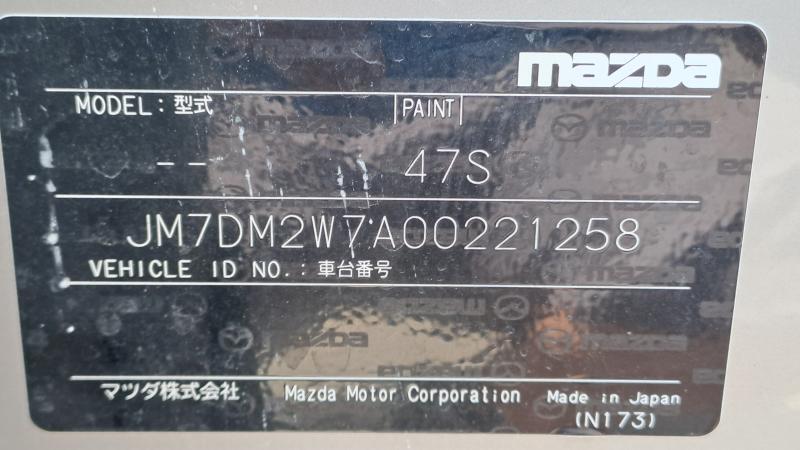 mazda
MODEL: 型式 PAINT
-- 47S
JM7DM2W7A00221258
VEHICLE ID NO.: 車台番号
マツダ株式会社 Mazda Motor Corporation Made in Japan
(N173)